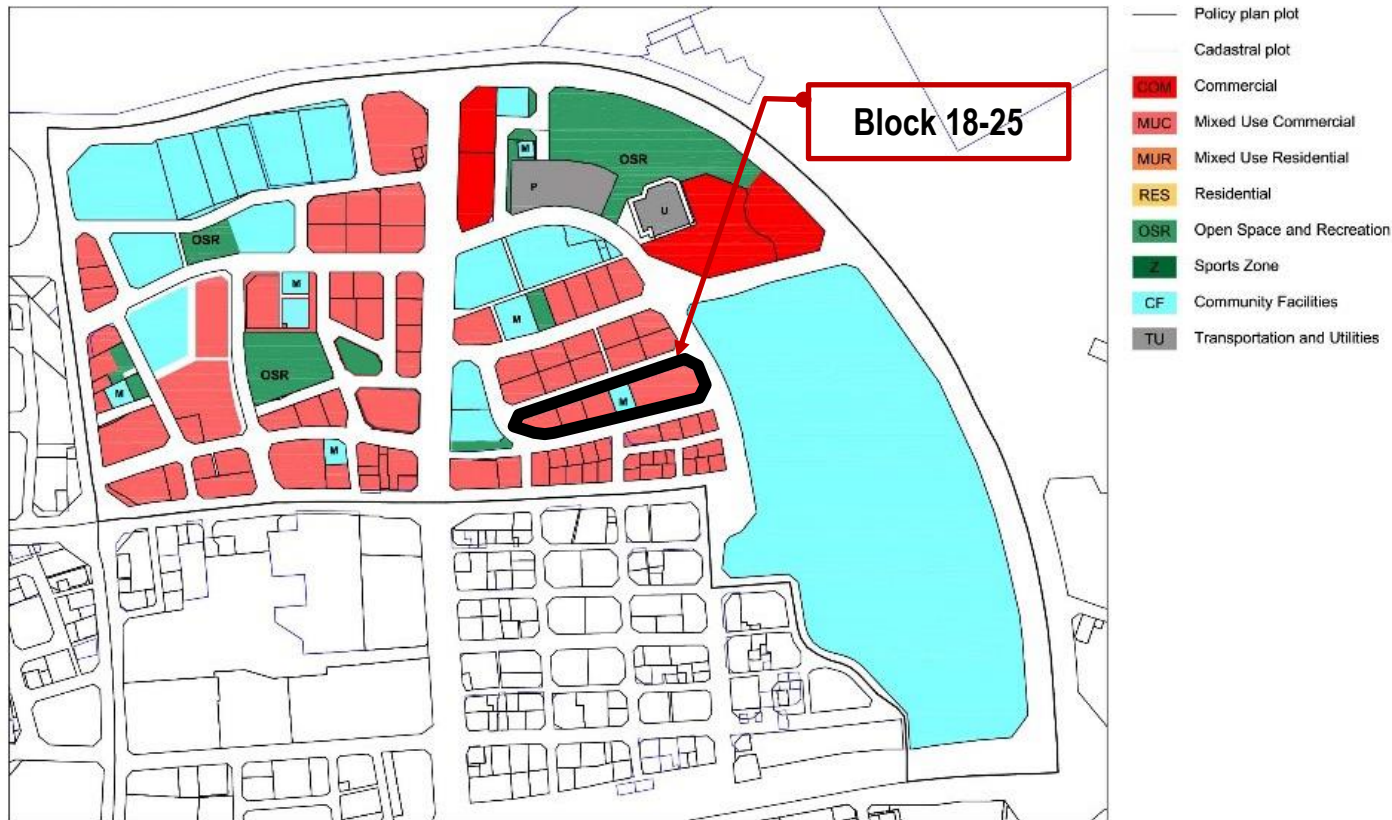 Policy plan plot
Cadastral plot
COM Commercial
MUC Mixed Use Commercial
MUR Mixed Use Residential
RES Residential
OSR Open Space and Recreation
Z Sports Zone
CF Community Facilities
TU Transportation and Utilities
Block 18-25
M
OSR
P
U
OSR
M
M
OSR
M
M
M